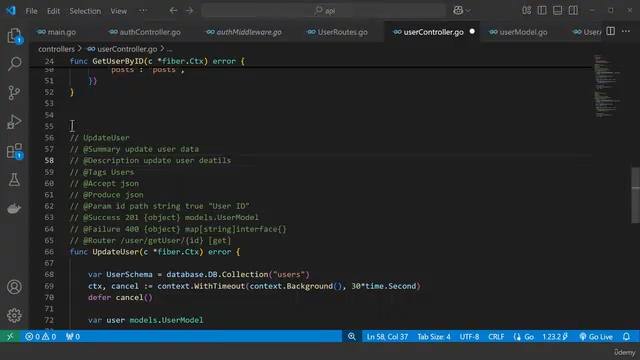 api
main.go
authController.go
authMiddleware.go
UserRoutes.go
userController.go
userModel.go
controllers > userController.go > ...
24 func GetUserByID(c *fiber.Ctx) error {
50 "posts": posts,
51 }}
52 }
53
54
55
56 // UpdateUser
57 // @Summary update user data
58 // @Description update user deatils
59 // @Tags Users
60 // @Accept json
61 // @Produce json
62 // @Param id path string true "User ID"
63 // @Success 201 {object} models.UserModel
64 // @Failure 400 {object} map[string]interface{}
65 // @Router /user/getUser/{id} [get]
66 func UpdateUser(c *fiber.Ctx) error {
67
68 var UserSchema = database.DB.Collection("users")
69 ctx, cancel := context.WithTimeout(context.Background(), 30*time.Second)
70 defer cancel()
71
72 var user models.UserModel
0 0 0 Ln 58, Col 37 Tab Size: 4 UTF-8 CRLF Go 1.23.2 Go Live
udemy